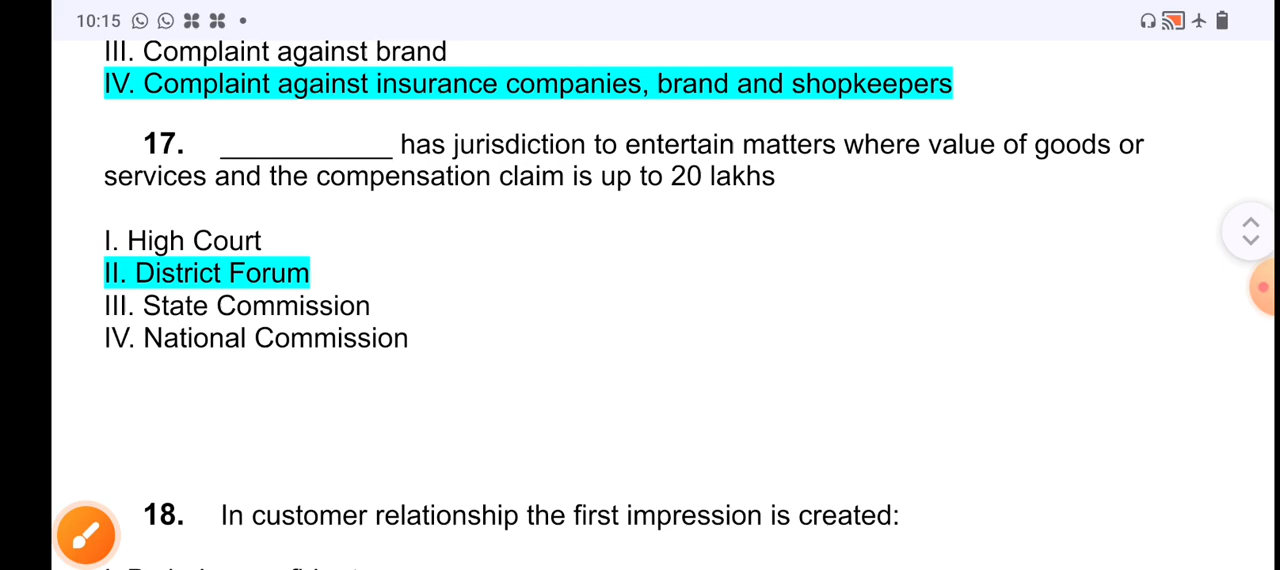 10:15
III. Complaint against brand
IV. Complaint against insurance companies, brand and shopkeepers
17. ___________ has jurisdiction to entertain matters where value of goods or
services and the compensation claim is up to 20 lakhs
I. High Court
II. District Forum
III. State Commission
IV. National Commission
18. In customer relationship the first impression is created: